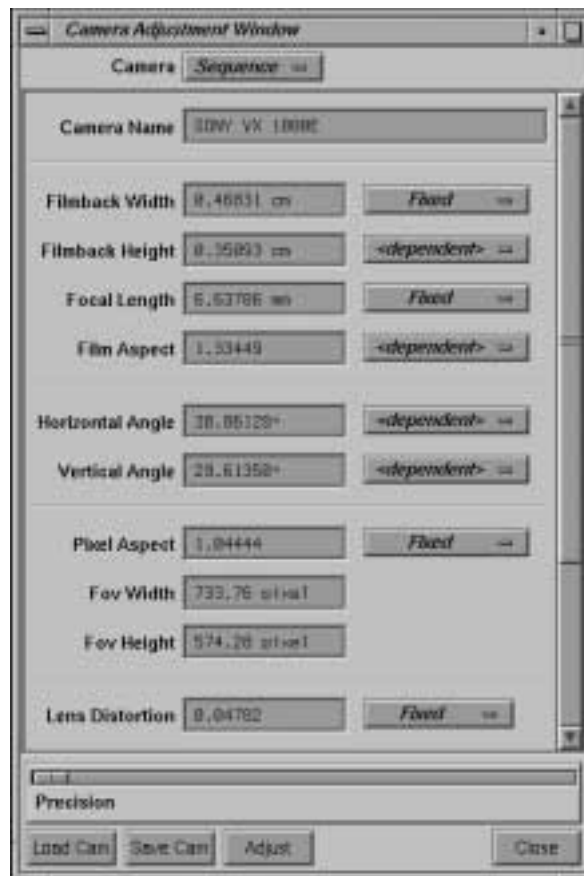 Camera Adjustment Window
Camera Sequence
Camera Name SONY VX 1000E
Filmback Width 0.46831 cm Fixed
Filmback Height 0.35093 cm <dependent>
Focal Length 6.63786 mm Fixed
Film Aspect 1.33449 <dependent>
Horizontal Angle <dependent>
Vertical Angle <dependent>
Pixel Aspect 1.04444 Fixed
Fov Width 733.76 pixel
Fov Height 574.28 pixel
Lens Distortion 0.04782 Fixed
Precision
Load Cam Save Cam Adjust Close